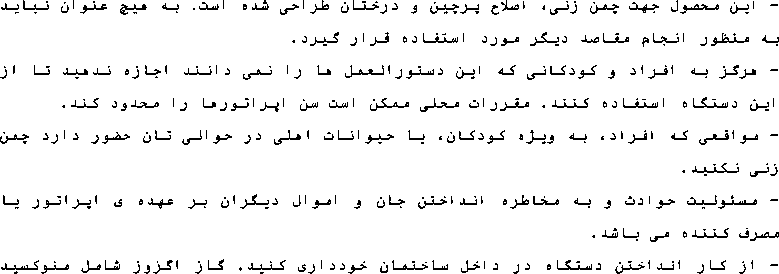 - این محصول جهت چمن زنی، اصلاح پرچین و درختان طراحی شده است. به هیچ عنوان نباید
به منظور انجام مقاصد دیگر مورد استفاده قرار گیرد.
- هرگز به افراد و کودکانی که این دستورالعمل ها را نمی دانند اجازه ندهید تا از
این دستگاه استفاده کنند. مقررات محلی ممکن است سن اپراتورها را محدود کند.
- مواقعی که افراد، به ویژه کودکان، یا حیوانات اهلی در حوالی تان حضور دارد چمن
زنی نکنید.
- مسئولیت حوادث و به مخاطره انداختن جان و اموال دیگران بر عهده ی اپراتور یا
مصرف کننده می باشد.
- از کار انداختن دستگاه در داخل ساختمان خودداری کنید. گاز اگزوز شامل منوکسید